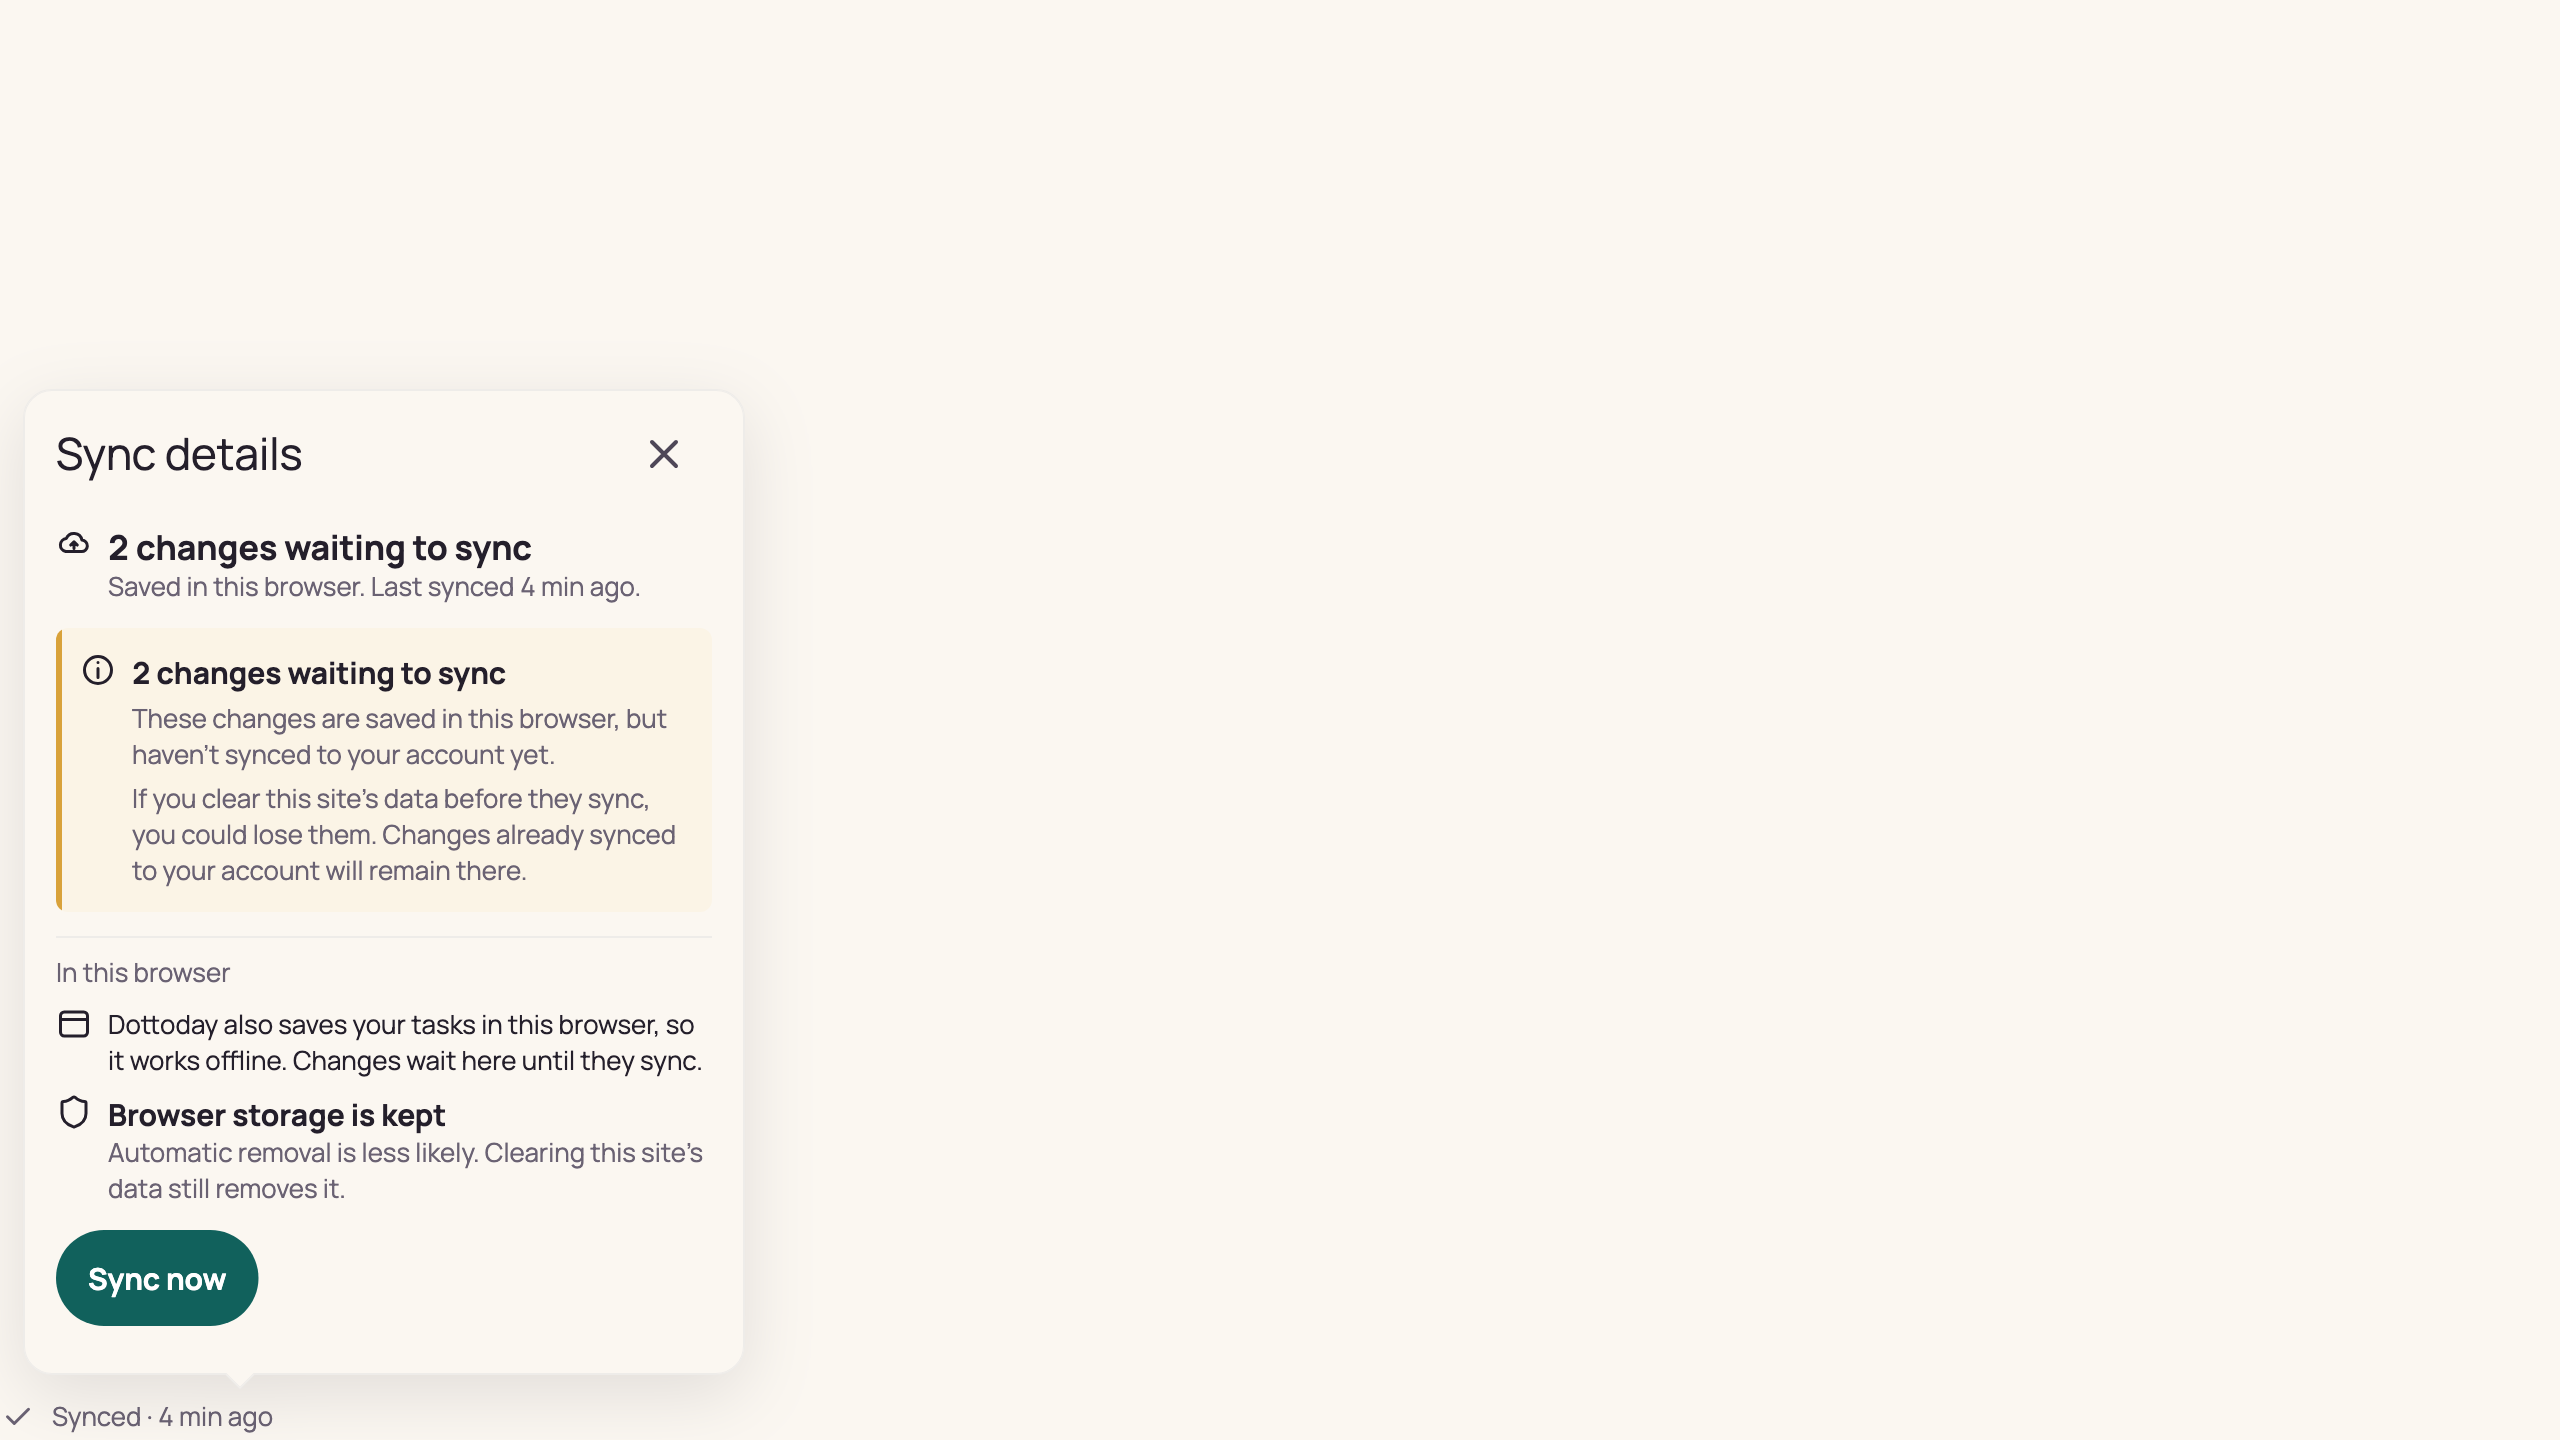 Sync details
2 changes waiting to sync
Saved in this browser. Last synced 4 min ago.
2 changes waiting to sync
These changes are saved in this browser, but
haven’t synced to your account yet.
If you clear this site’s data before they sync,
you could lose them. Changes already synced
to your account will remain there.
In this browser
Dottoday also saves your tasks in this browser, so
it works offline. Changes wait here until they sync.
Browser storage is kept
Automatic removal is less likely. Clearing this site’s
data still removes it.
Sync now
Synced · 4 min ago